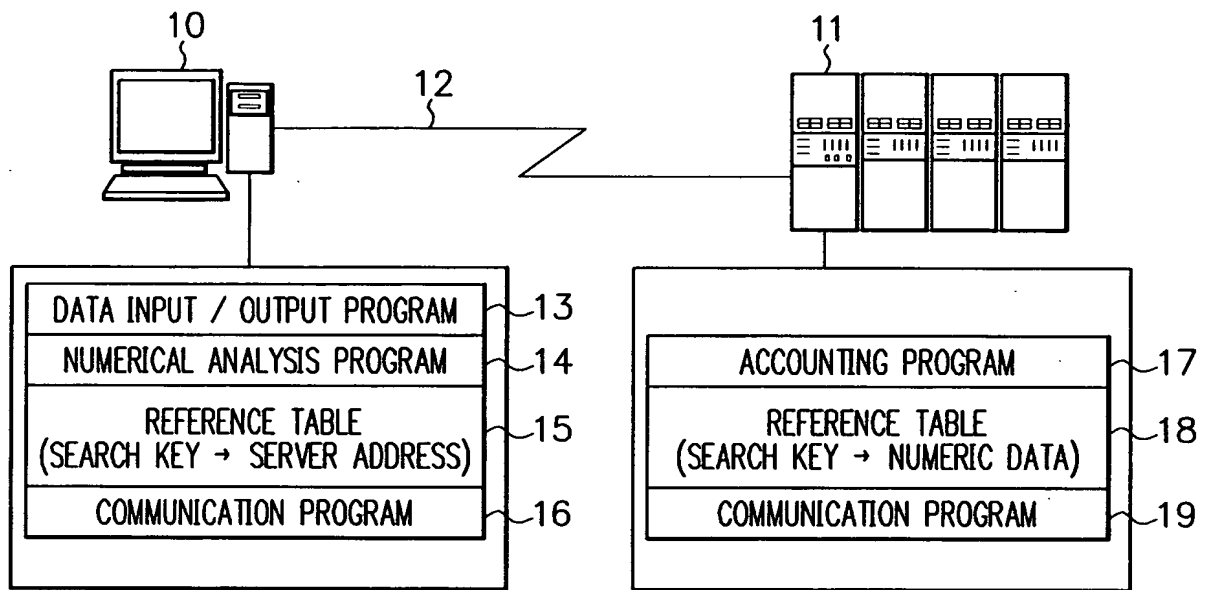 10
11
12
DATA INPUT / OUTPUT PROGRAM 13
NUMERICAL ANALYSIS PROGRAM 14
REFERENCE TABLE
(SEARCH KEY → SERVER ADDRESS) 15
COMMUNICATION PROGRAM 16
ACCOUNTING PROGRAM 17
REFERENCE TABLE
(SEARCH KEY → NUMERIC DATA) 18
COMMUNICATION PROGRAM 19